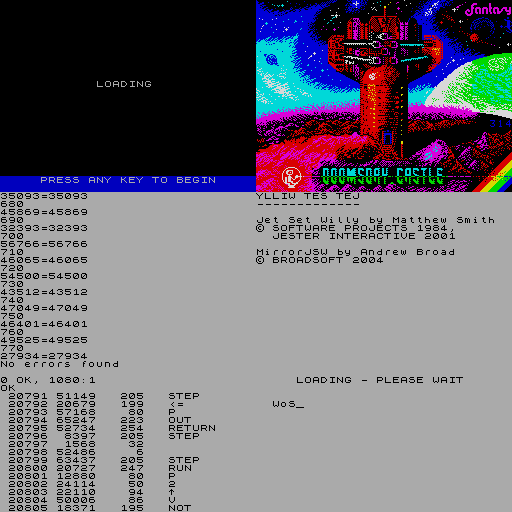 LOADING
PRESS ANY KEY TO BEGIN
Fantasy
DOOMSDAY CASTLE
35093=35093
680
45869=45869
690
32393=32393
700
56766=56766
710
46065=46065
720
54500=54500
730
43512=43512
740
47049=47049
750
46401=46401
760
49525=49525
770
27934=27934
No errors found
0 OK, 1080:1
OK
20791 51149 205 STEP
20792 20679 199 <=
20793 57168 80 P
20794 65247 223 OUT
20795 52734 254 RETURN
20796 8397 205 STEP
20797 1568 32
20798 52486 6
20799 63437 205 STEP
20800 20727 247 RUN
20801 12880 80 P
20802 24114 50 2
20803 22110 94 ↑
20804 50006 86 V
20805 18371 195 NOT
YLLIW TES TEJ
-------------
Jet Set Willy by Matthew Smith
© SOFTWARE PROJECTS 1984,
JESTER INTERACTIVE 2001
MirrorJSW by Andrew Broad
© BROADSOFT 2004
LOADING - PLEASE WAIT
WoS_